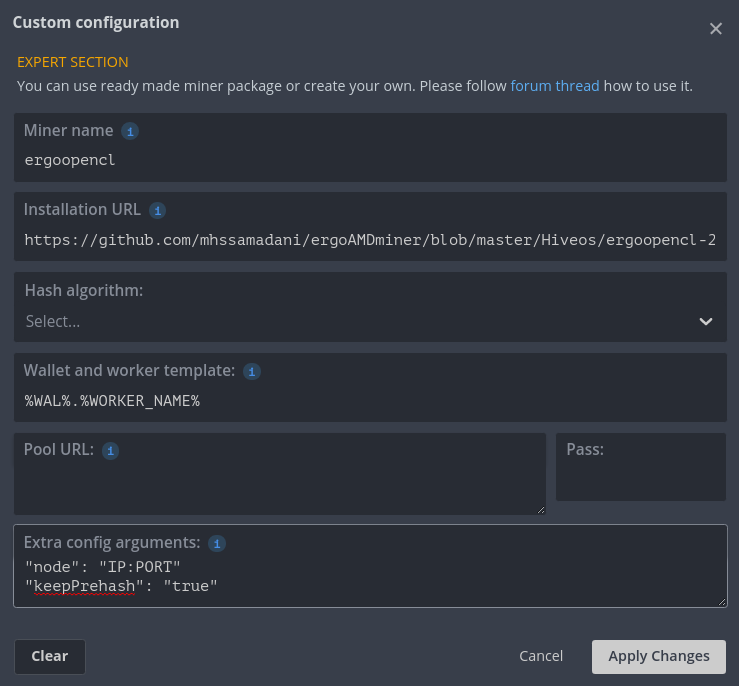 Custom configuration
EXPERT SECTION
You can use ready made miner package or create your own. Please follow forum thread how to use it.
Miner name i
ergoopencl
Installation URL i
https://github.com/mhssamadani/ergoAMDminer/blob/master/Hiveos/ergoopencl-2
Hash algorithm:
Select...
Wallet and worker template: i
%WAL%.%WORKER_NAME%
Pool URL: i
Pass:
Extra config arguments: i
"node": "IP:PORT"
"keepPrehash": "true"
Clear
Cancel
Apply Changes